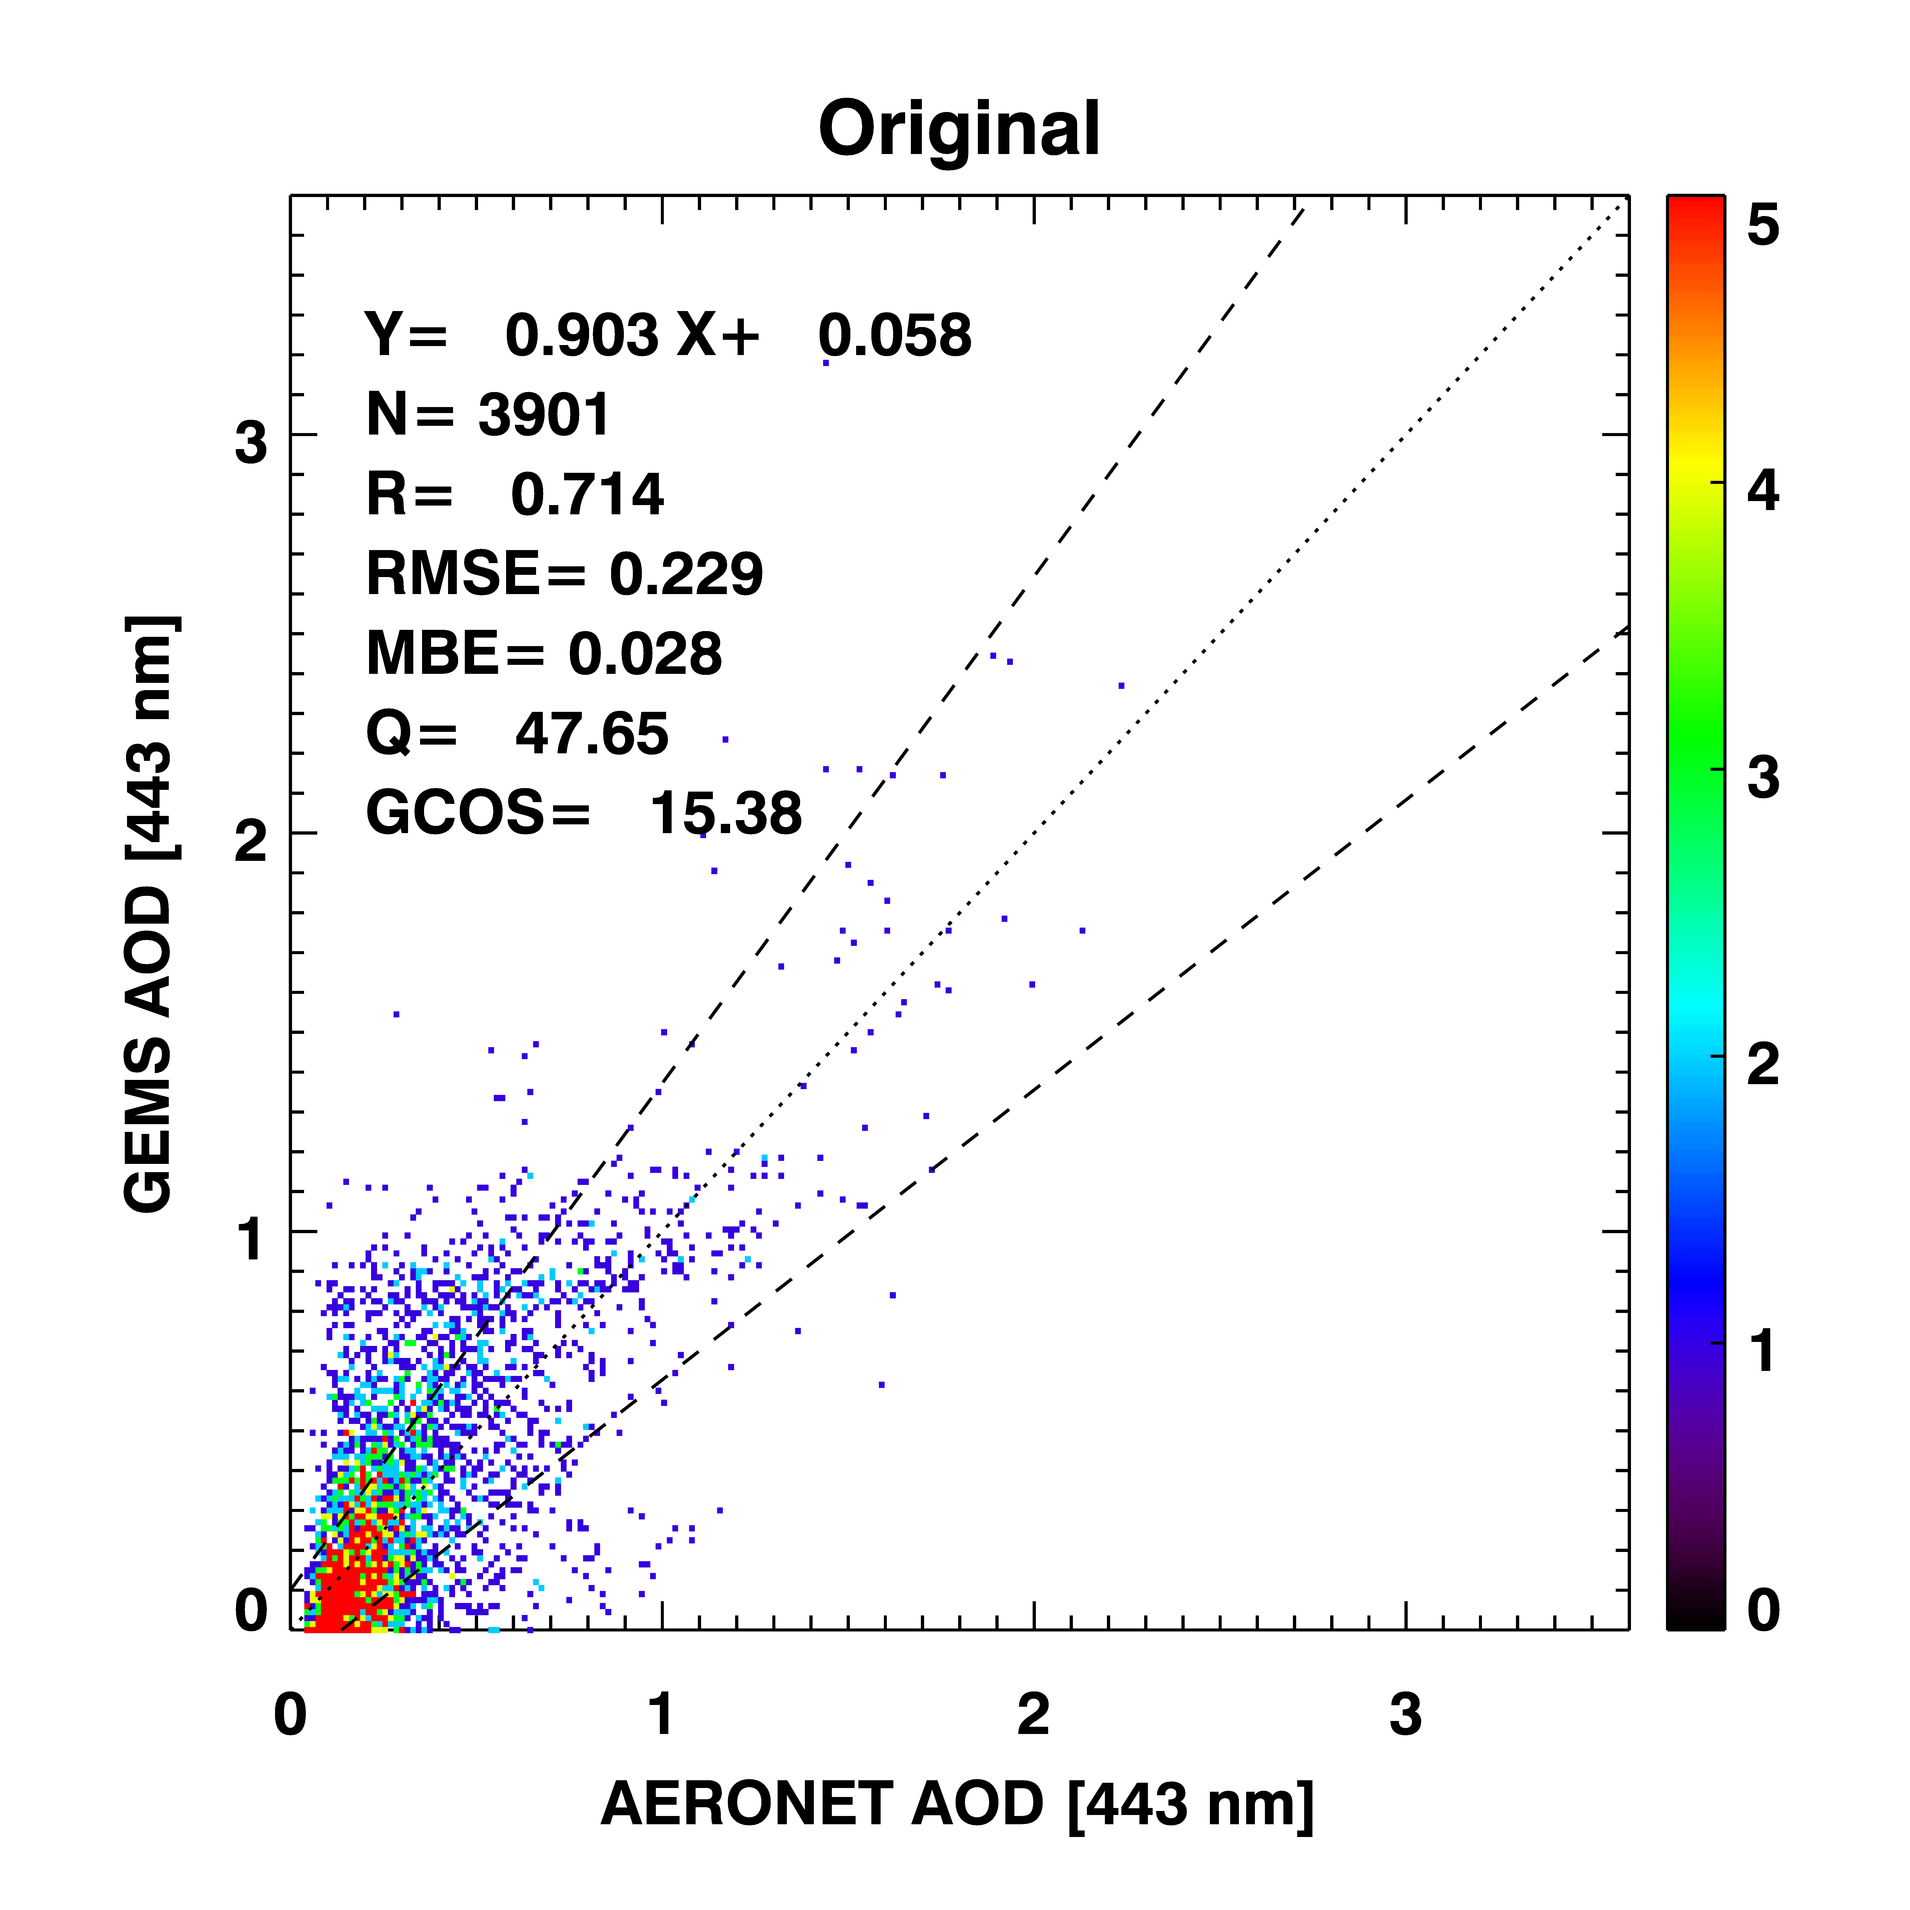 Original
Y= 0.903 X+ 0.058
N= 3901
R= 0.714
RMSE= 0.229
MBE= 0.028
Q= 47.65
GCOS= 15.38
GEMS AOD [443 nm]
3
2
1
0
0 1 2 3
AERONET AOD [443 nm]
5
4
3
2
1
0